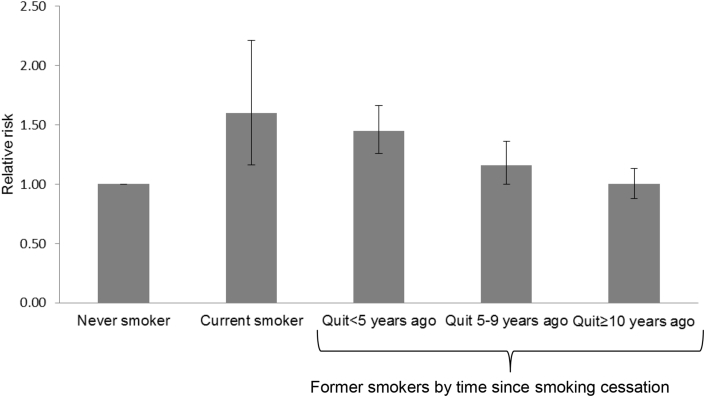 2.50
2.00
1.50
1.00
0.50
0.00
Relative risk
Never smoker
Current smoker
Quit<5 years ago
Quit 5-9 years ago
Quit≥10 years ago
Former smokers by time since smoking cessation